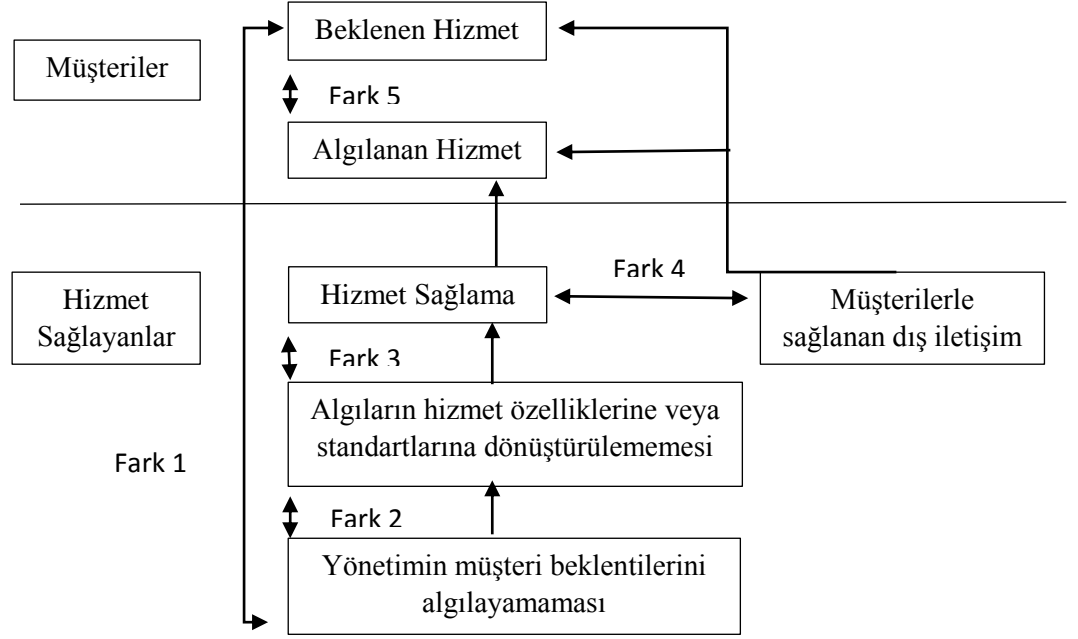 Beklenen Hizmet
Müşteriler
Fark 5
Algılanan Hizmet
Fark 4
Hizmet
Sağlayanlar
Hizmet Sağlama
Müşterilerle
sağlanan dış iletişim
Fark 3
Algıların hizmet özelliklerine veya
standartlarına dönüştürülememesi
Fark 1
Fark 2
Yönetimin müşteri beklentilerini
algılayamaması